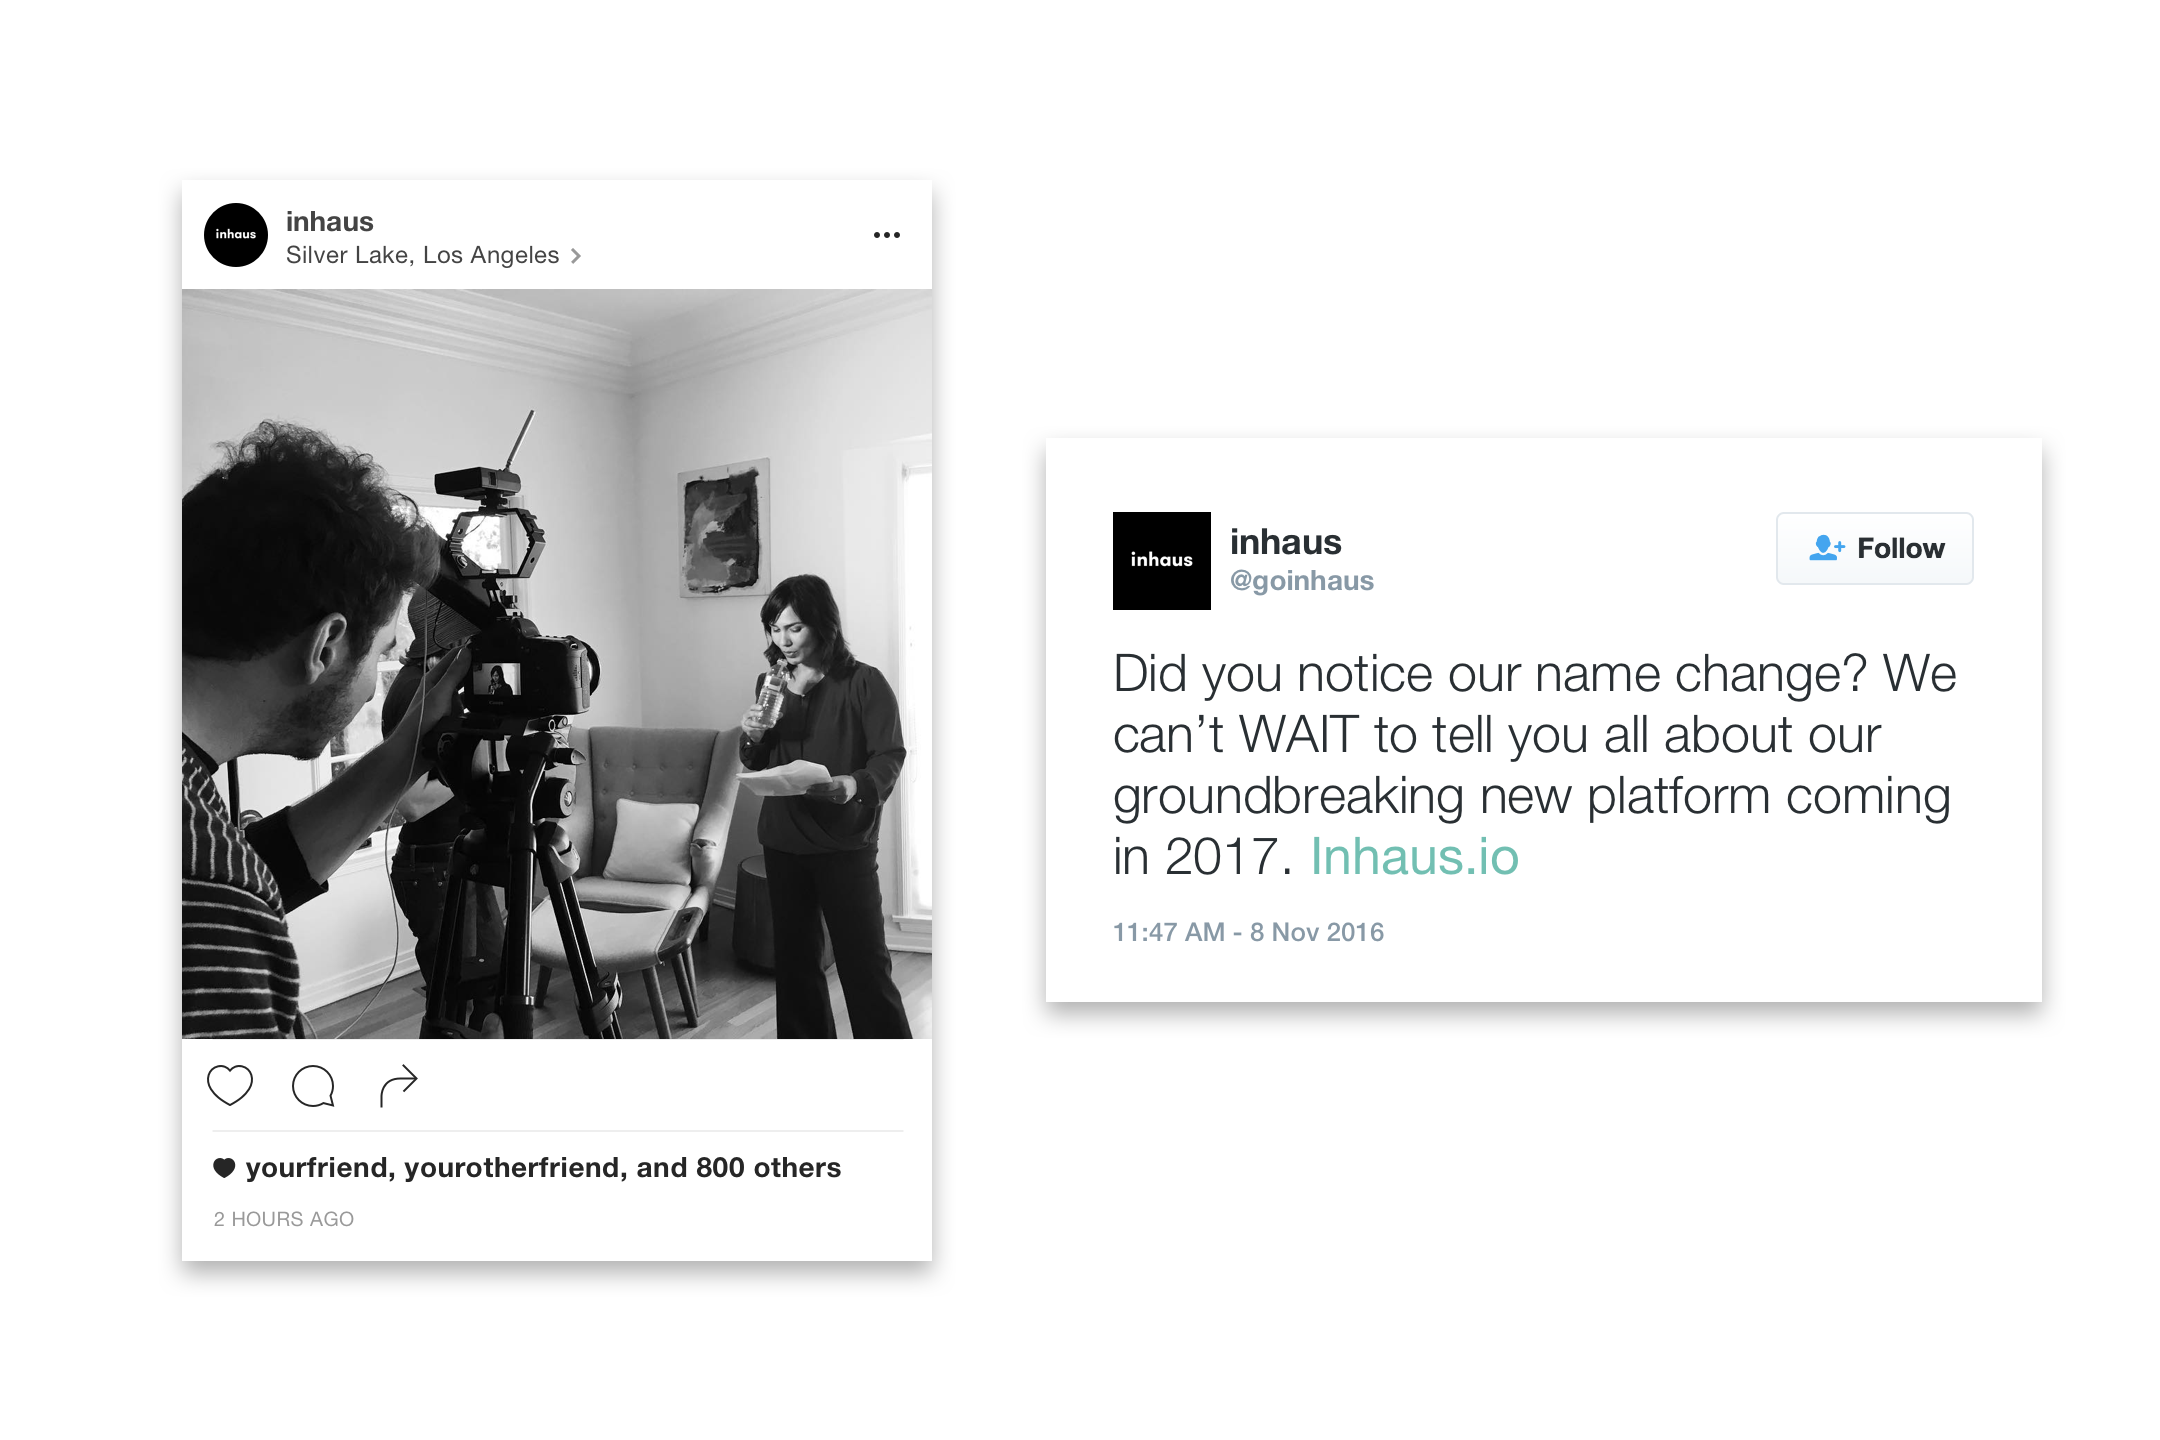 inhaus
inhaus
Silver Lake, Los Angeles
yourfriend, yourotherfriend, and 800 others
2 HOURS AGO
inhaus
inhaus
@goinhaus
Follow
Did you notice our name change? We
can’t WAIT to tell you all about our
groundbreaking new platform coming
in 2017. Inhaus.io
11:47 AM - 8 Nov 2016